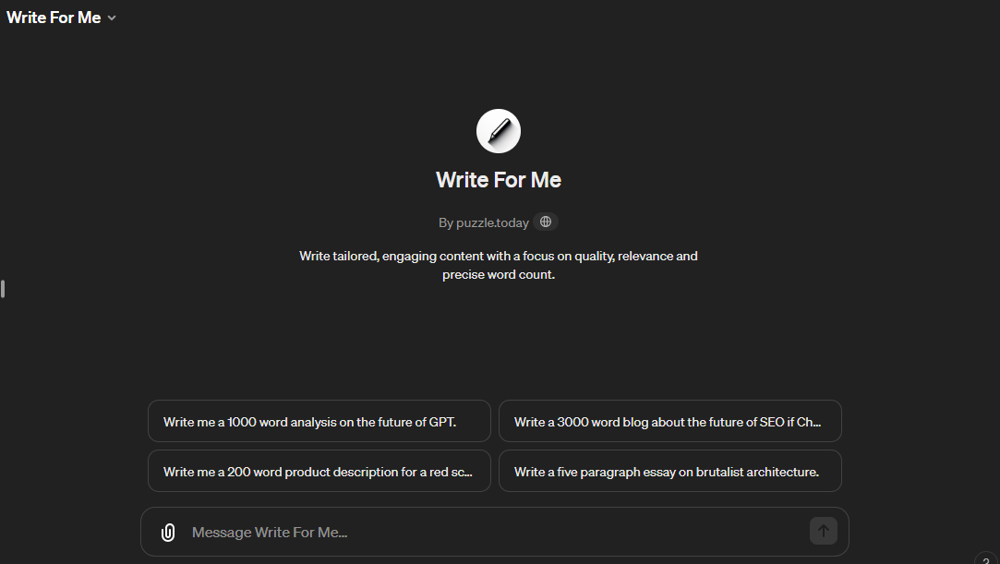 Write For Me
Write For Me
By puzzle.today
Write tailored, engaging content with a focus on quality, relevance and
precise word count.
Write me a 1000 word analysis on the future of GPT.
Write a 3000 word blog about the future of SEO if Ch...
Write me a 200 word product description for a red sc...
Write a five paragraph essay on brutalist architecture.
Message Write For Me...
?